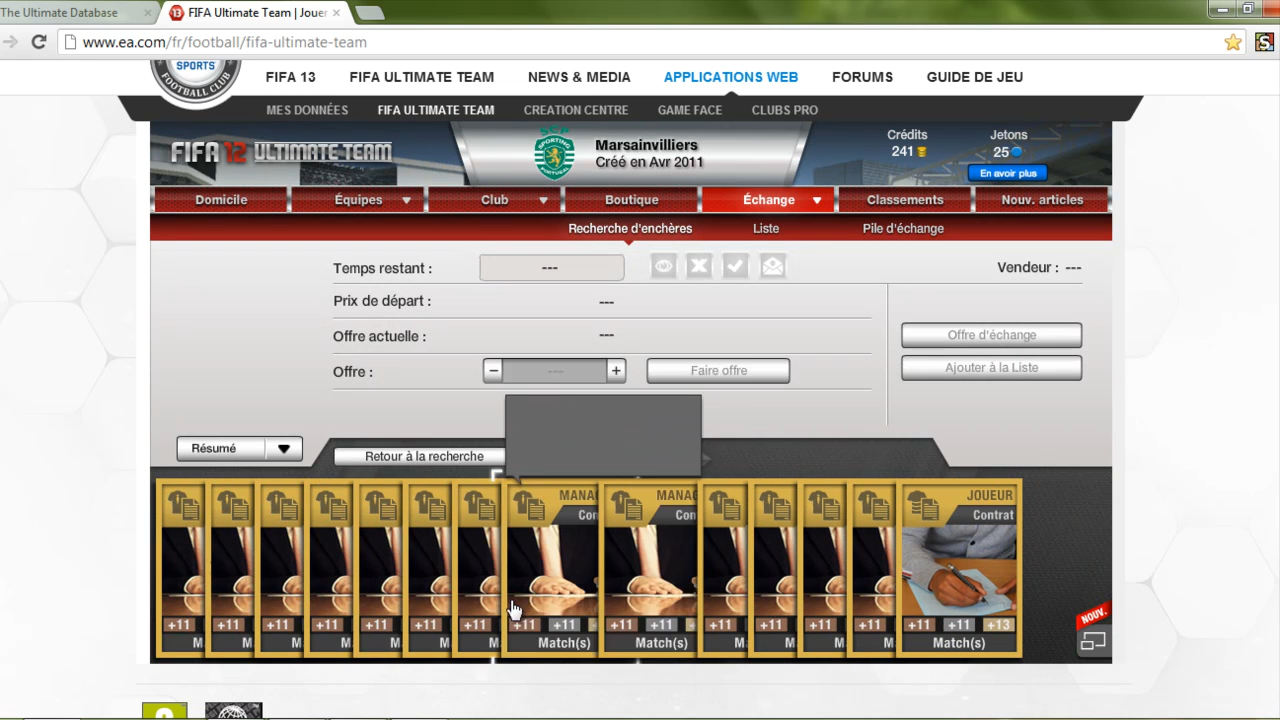 The Ultimate Database ×
FIFA Ultimate Team | Jouer ×
www.ea.com/fr/football/fifa-ultimate-team
SPORTS
FOOTBALL CLUB
FIFA 13 FIFA ULTIMATE TEAM NEWS & MEDIA APPLICATIONS WEB FORUMS GUIDE DE JEU
MES DONNÉES FIFA ULTIMATE TEAM CREATION CENTRE GAME FACE CLUBS PRO
FIFA 12 ULTIMATE TEAM
SPORTING
PORTUGAL
Marsainvilliers
Créé en Avr 2011
Crédits
241
Jetons
25
En avoir plus
Domicile Équipes Club Boutique Échange Classements Nouv. articles
Recherche d'enchères Liste Pile d'échange
Temps restant : ---
Vendeur : ---
Prix de départ : ---
Offre actuelle : ---
Offre : − ---- + Faire offre
Offre d'échange
Ajouter à la Liste
Résumé
Retour à la recherche
MANA MANAG JOUEUR
Con Con Contrat
+11 +11 +11 +11 +11 +11 +11 +11 +11 +11 +11 +11 +11 +11 +11 +11 +11 +13
M M M M M M M Match(s) Match(s) M M M M Match(s)
NOUV.